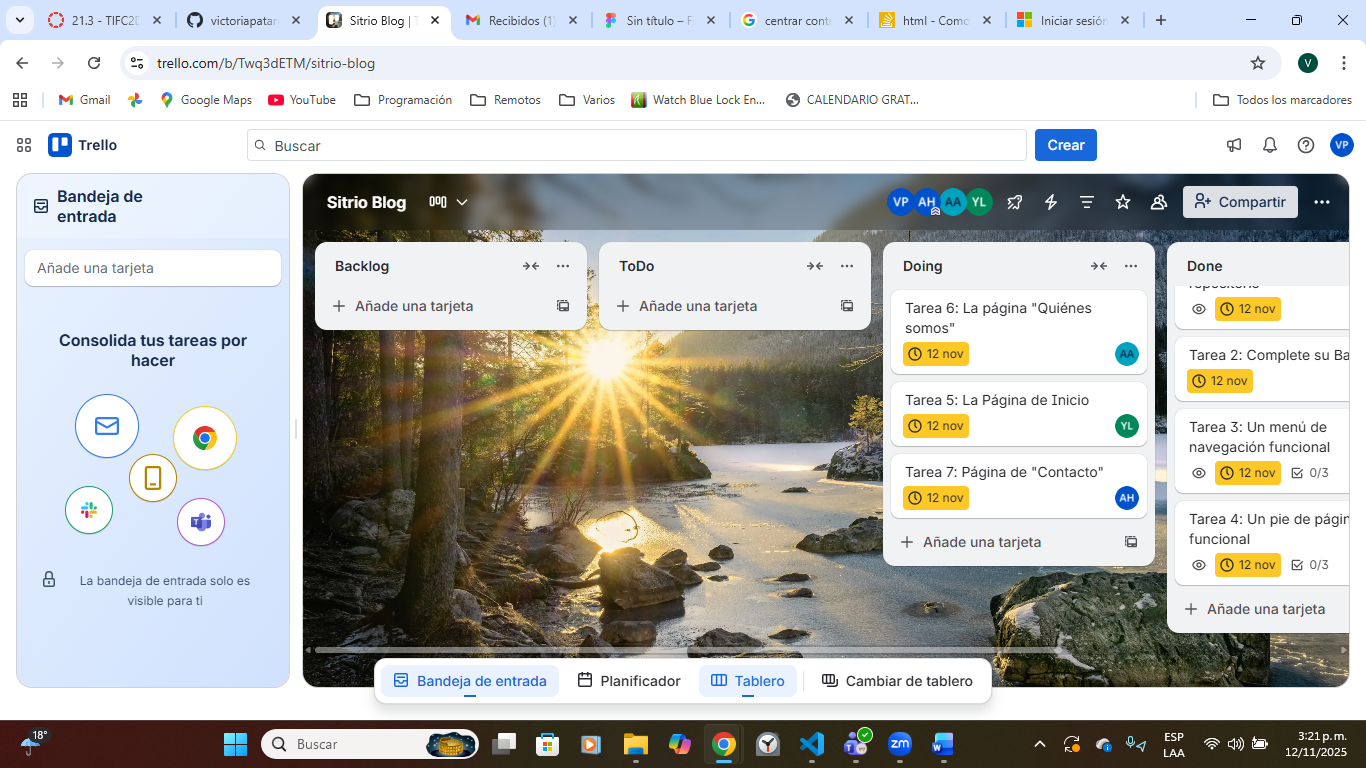 21.3 - TIFC2D
victoriapatar
Sitrio Blog | T
Recibidos (1)
Sin título – F
centrar cont
html - Como
Iniciar sesión
trello.com/b/Twq3dETM/sitrio-blog
V
Gmail
Google Maps
YouTube
Programación
Remotos
Varios
Watch Blue Lock En...
CALENDARIO GRAT...
Todos los marcadores
Trello
Buscar
Crear
VP
Bandeja de
entrada
Añade una tarjeta
Consolida tus tareas por
hacer
La bandeja de entrada solo es
visible para ti
Sitrio Blog
VP AH AA YL
Compartir
Backlog
Añade una tarjeta
ToDo
Añade una tarjeta
Doing
Tarea 6: La página "Quiénes
somos"
12 nov
AA
Tarea 5: La Página de Inicio
12 nov
YL
Tarea 7: Página de "Contacto"
12 nov
AH
Añade una tarjeta
Done
repositorio
12 nov
Tarea 2: Complete su Ba
12 nov
Tarea 3: Un menú de
navegación funcional
12 nov
0/3
Tarea 4: Un pie de págin
funcional
12 nov
0/3
Añade una tarjeta
Bandeja de entrada
Planificador
Tablero
Cambiar de tablero
18°
Buscar
zm
ESP
LAA
3:21 p. m.
12/11/2025